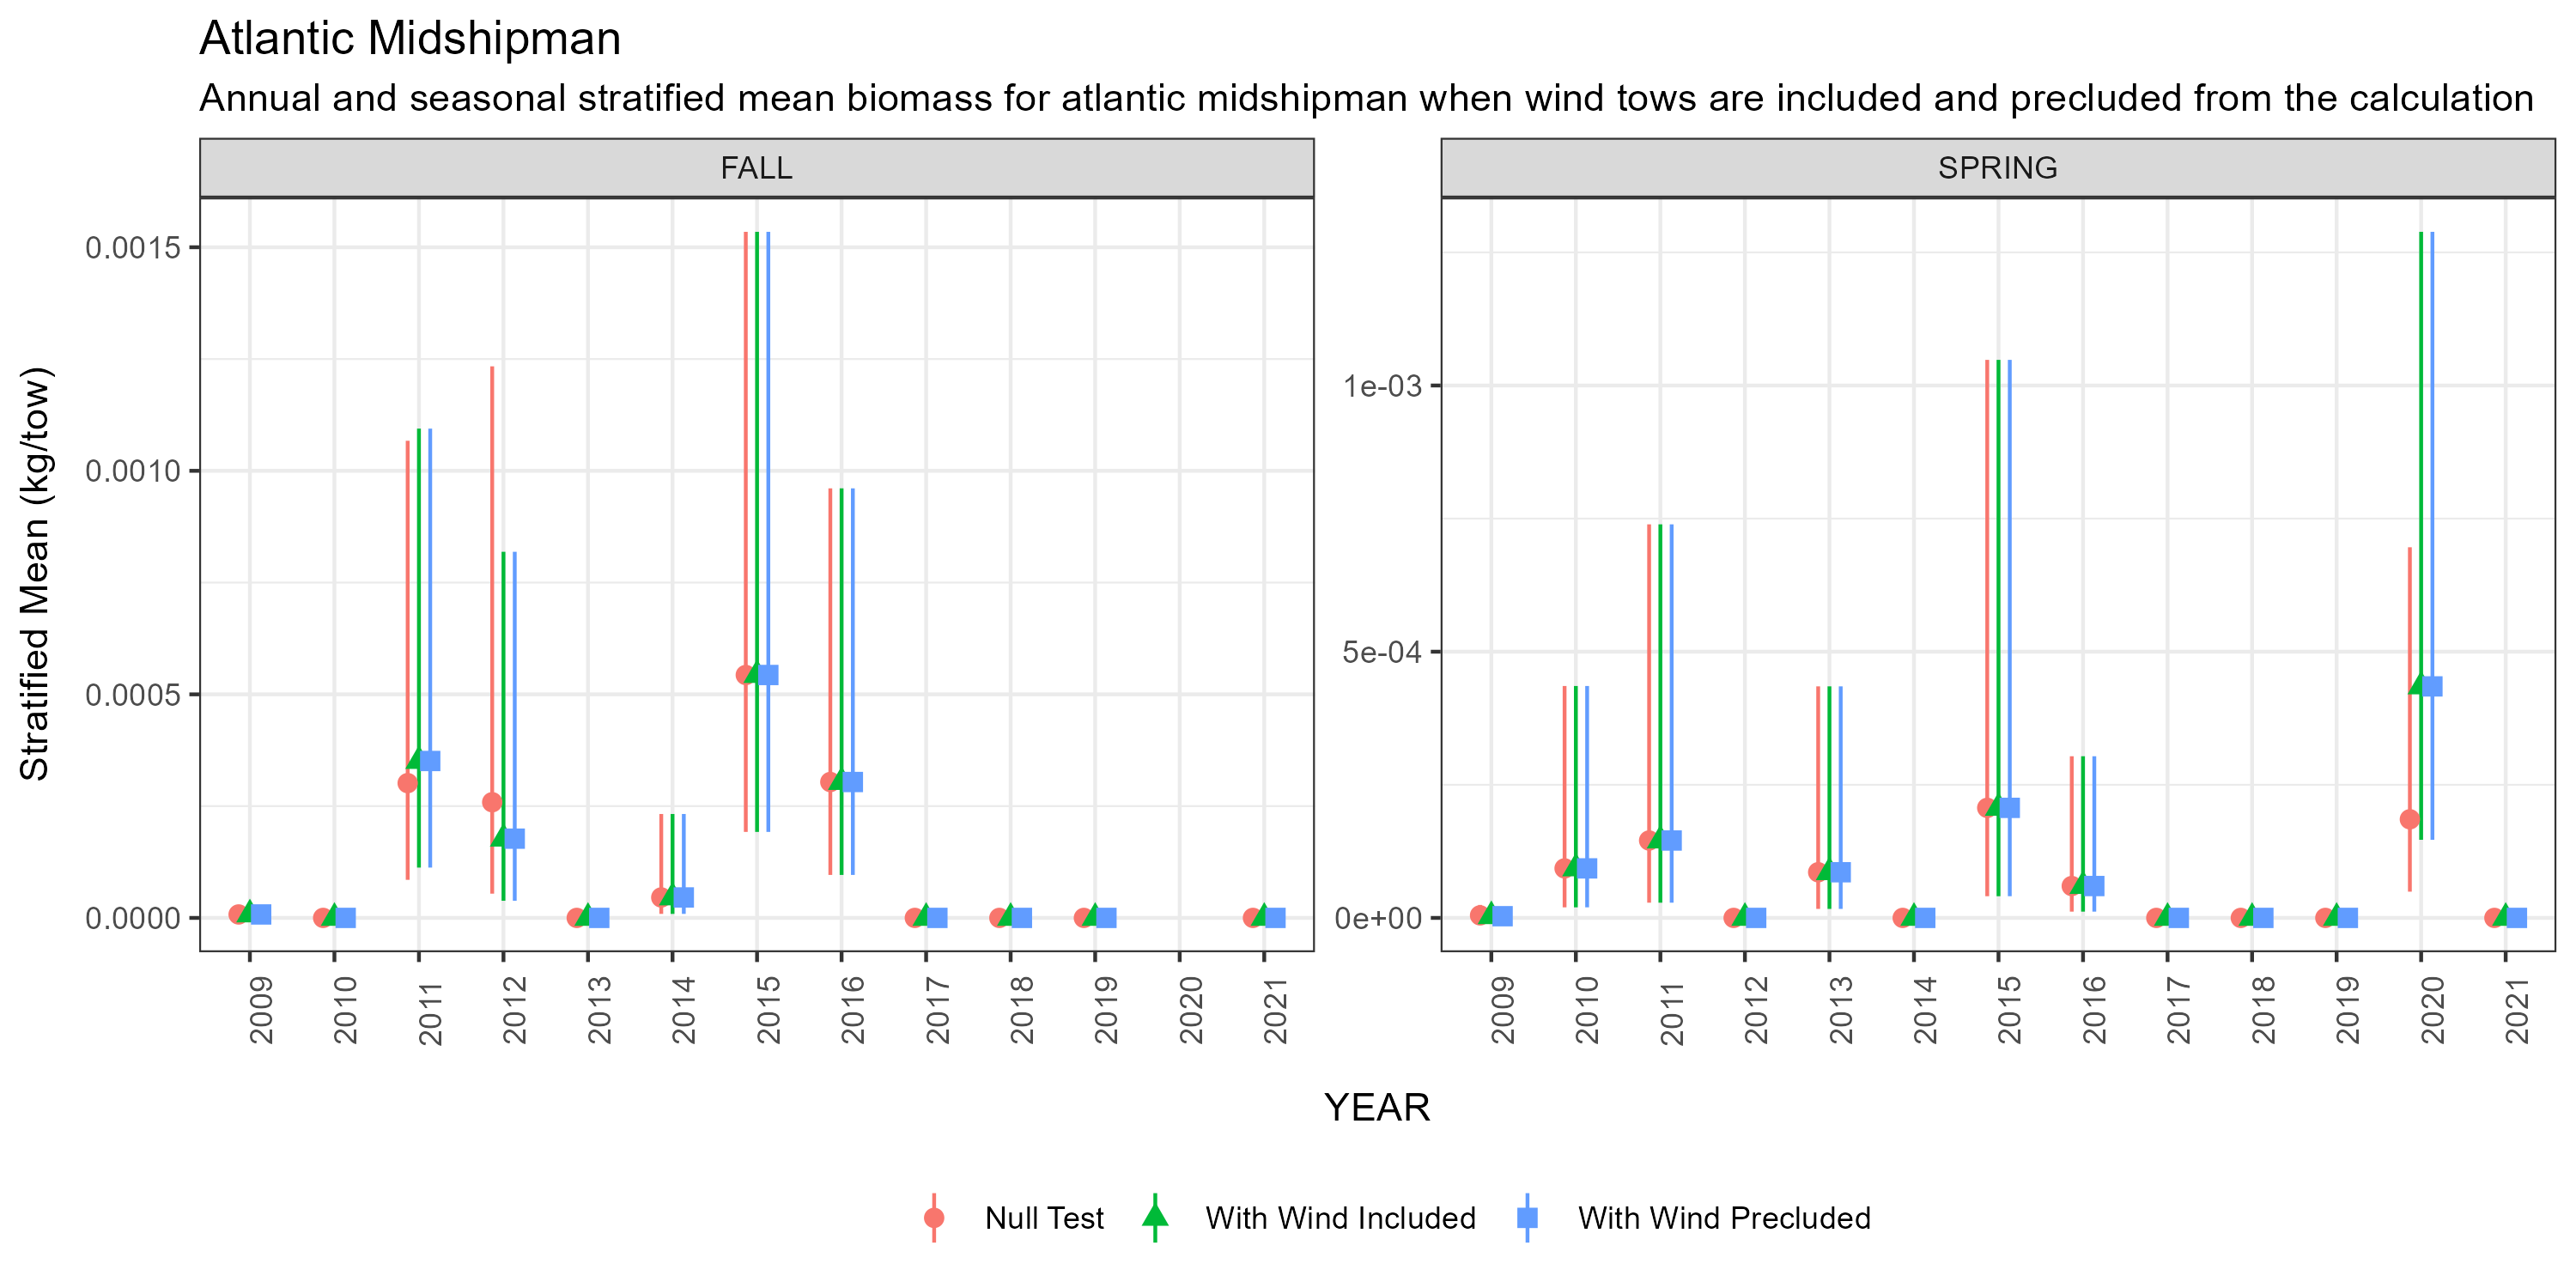 Atlantic Midshipman
Annual and seasonal stratified mean biomass for atlantic midshipman when wind tows are included and precluded from the calculation
FALL
SPRING
Stratified Mean (kg/tow)
0.0015
0.0010
0.0005
0.0000
1e-03
5e-04
0e+00
2009 2010 2011 2012 2013 2014 2015 2016 2017 2018 2019 2020 2021
2009 2010 2011 2012 2013 2014 2015 2016 2017 2018 2019 2020 2021
YEAR
Null Test With Wind Included With Wind Precluded